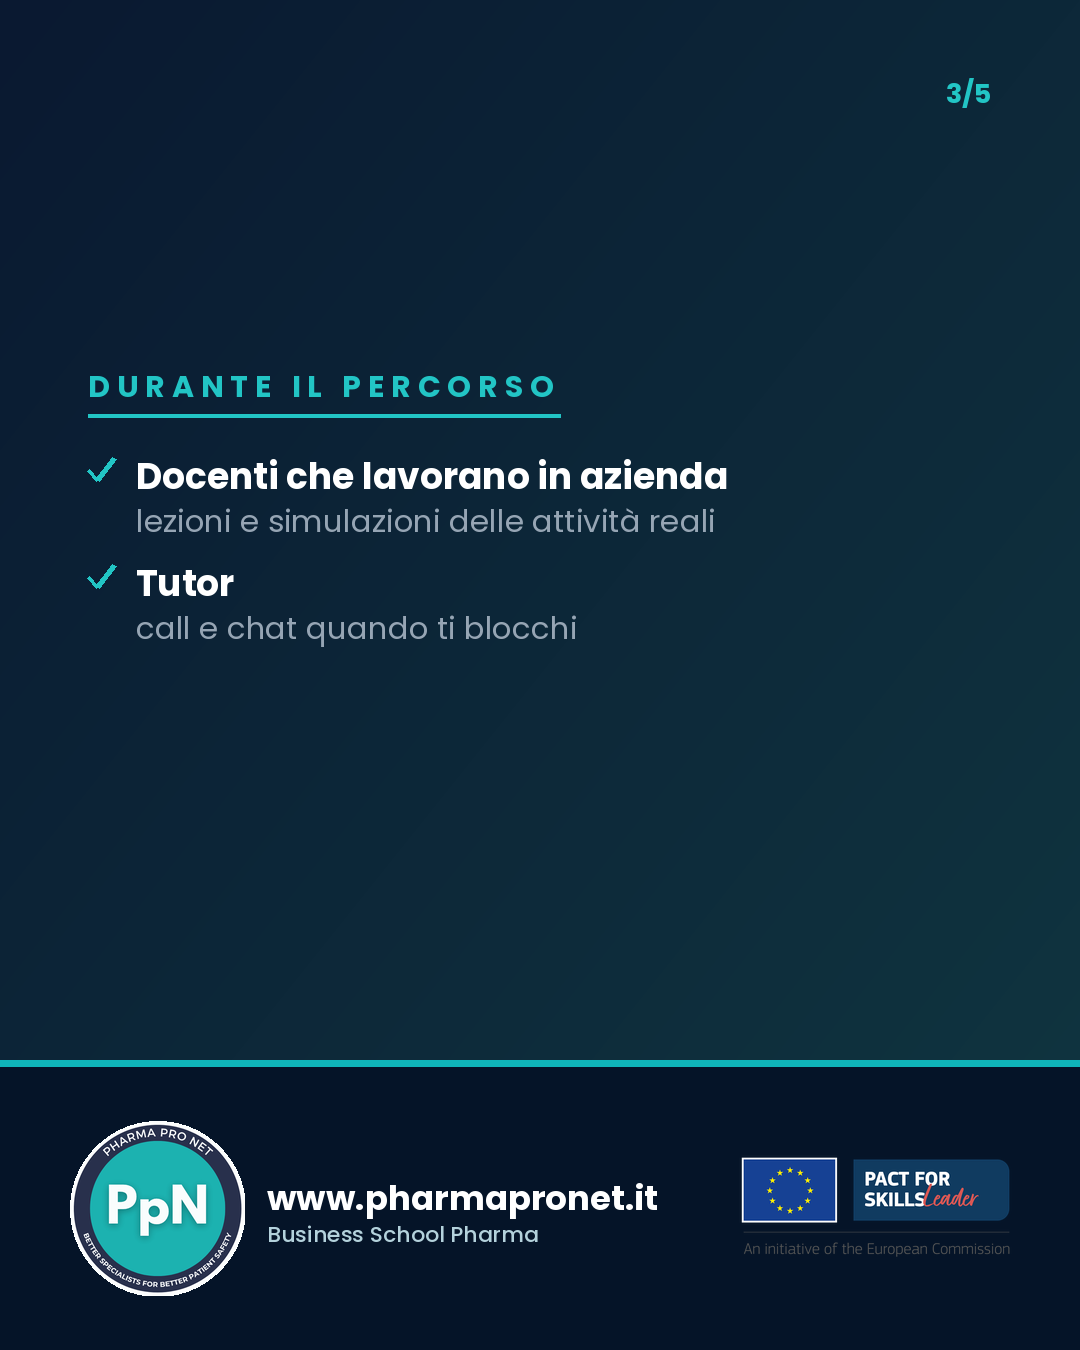 3/5
DURANTE IL PERCORSO
Docenti che lavorano in azienda
lezioni e simulazioni delle attività reali
Tutor
call e chat quando ti blocchi
PHARMA PRO NET
PpN
BETTER SPECIALISTS FOR BETTER PATIENT SAFETY
www.pharmapronet.it
Business School Pharma
PACT FOR
SKILLS Leader
An initiative of the European Commission